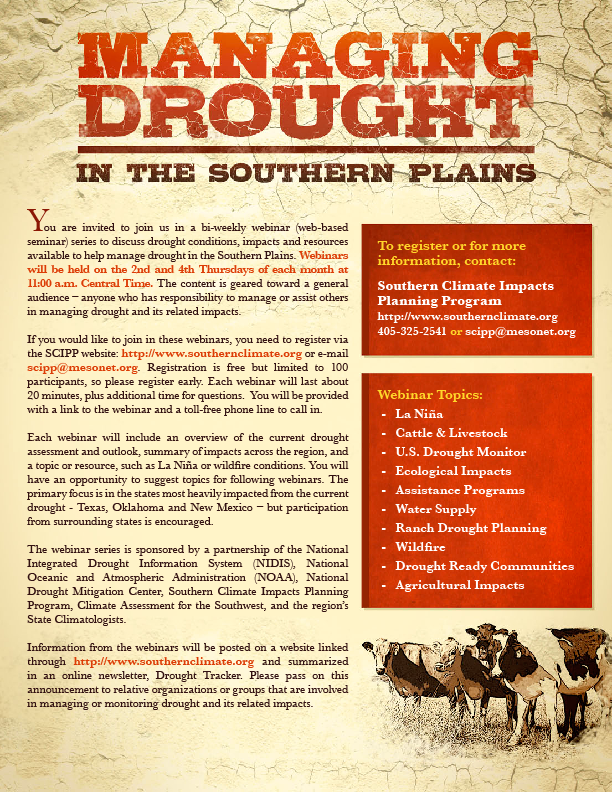 MANAGING
DROUGHT
IN THE SOUTHERN PLAINS
You are invited to join us in a bi-weekly webinar (web-based
seminar) series to discuss drought conditions, impacts and resources
available to help manage drought in the Southern Plains. Webinars
will be held on the 2nd and 4th Thursdays of each month at
11:00 a.m. Central Time. The content is geared toward a general
audience – anyone who has responsibility to manage or assist others
in managing drought and its related impacts.
If you would like to join in these webinars, you need to register via
the SCIPP website: http://www.southernclimate.org or e-mail
scipp@mesonet.org. Registration is free but limited to 100
participants, so please register early. Each webinar will last about
20 minutes, plus additional time for questions. You will be provided
with a link to the webinar and a toll-free phone line to call in.
Each webinar will include an overview of the current drought
assessment and outlook, summary of impacts across the region, and
a topic or resource, such as La Niña or wildfire conditions. You will
have an opportunity to suggest topics for following webinars. The
primary focus is in the states most heavily impacted from the current
drought - Texas, Oklahoma and New Mexico – but participation
from surrounding states is encouraged.
The webinar series is sponsored by a partnership of the National
Integrated Drought Information System (NIDIS), National
Oceanic and Atmospheric Administration (NOAA), National
Drought Mitigation Center, Southern Climate Impacts Planning
Program, Climate Assessment for the Southwest, and the region's
State Climatologists.
Information from the webinars will be posted on a website linked
through http://www.southernclimate.org and summarized
in an online newsletter, Drought Tracker. Please pass on this
announcement to relative organizations or groups that are involved
in managing or monitoring drought and its related impacts.
To register or for more
information, contact:
Southern Climate Impacts
Planning Program
http://www.southernclimate.org
405-325-2541 or scipp@mesonet.org
Webinar Topics:
- La Niña
- Cattle & Livestock
- U.S. Drought Monitor
- Ecological Impacts
- Assistance Programs
- Water Supply
- Ranch Drought Planning
- Wildfire
- Drought Ready Communities
- Agricultural Impacts